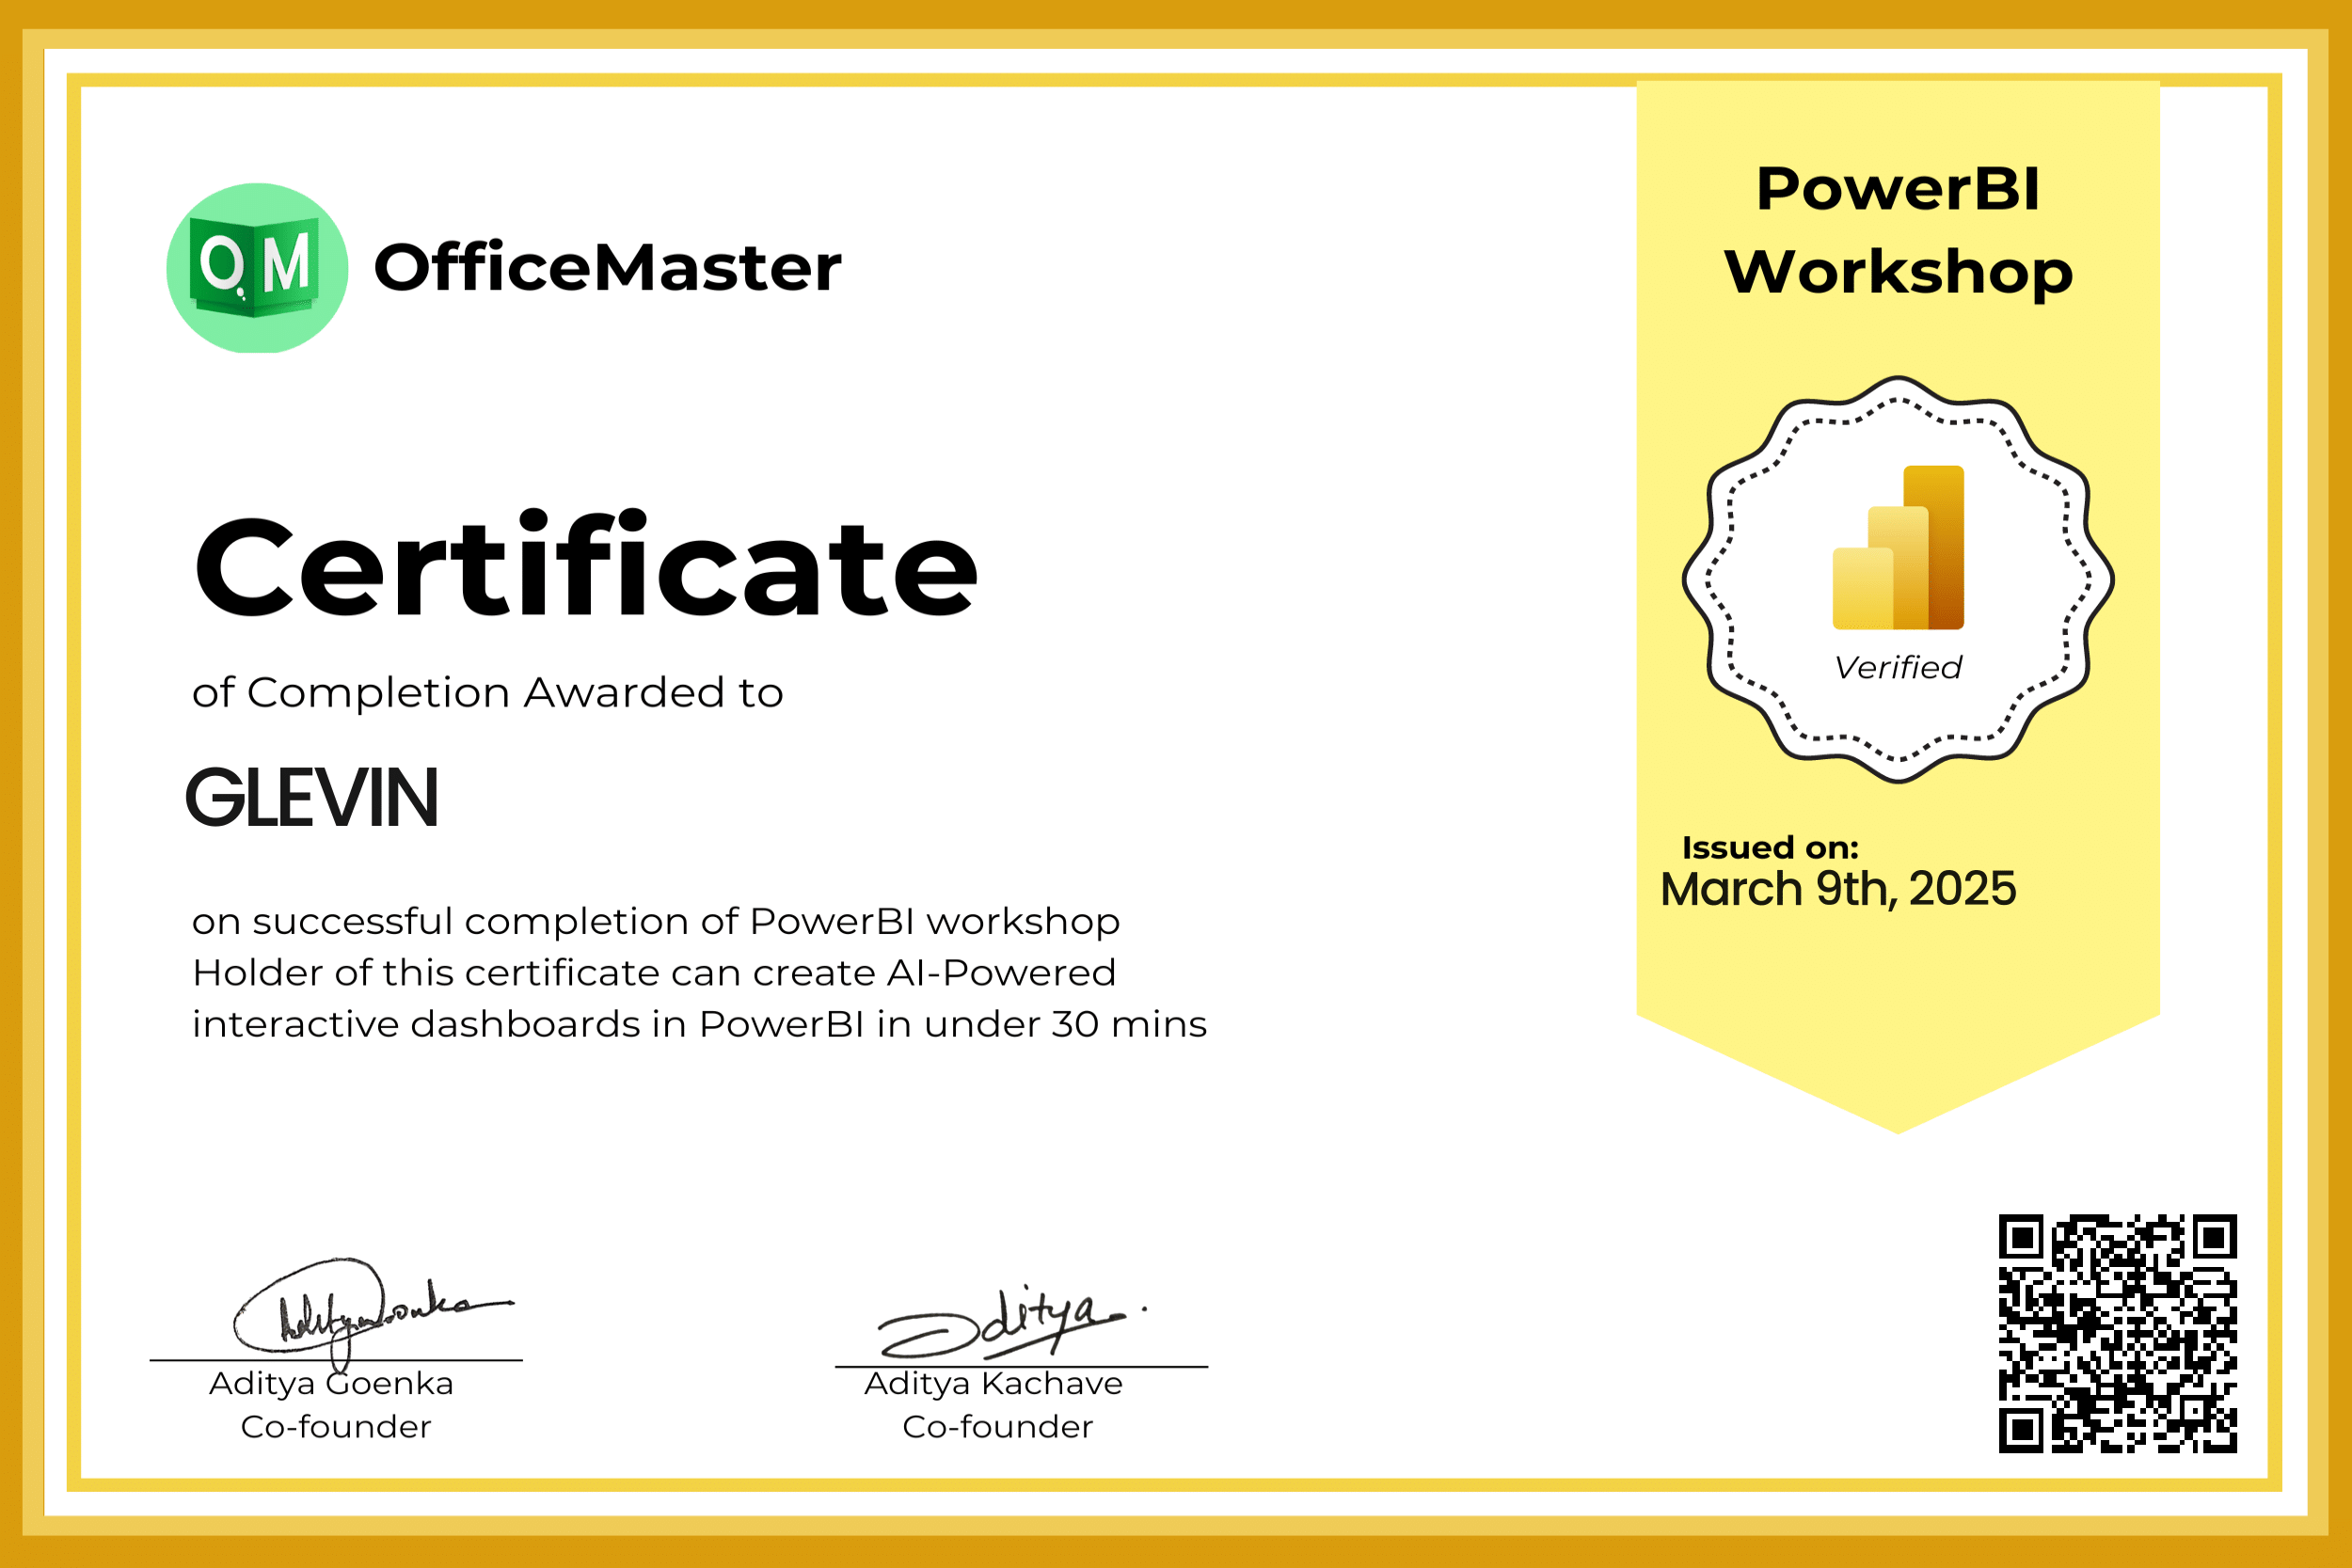 OM
OfficeMaster
PowerBI
Workshop
Certificate
of Completion Awarded to
GLEVIN
on successful completion of PowerBI workshop
Holder of this certificate can create AI-Powered
interactive dashboards in PowerBI in under 30 mins
Verified
Issued on:
March 9th, 2025
Aditya Goenka
Aditya Goenka
Co-founder
Aditya
Aditya Kachave
Co-founder